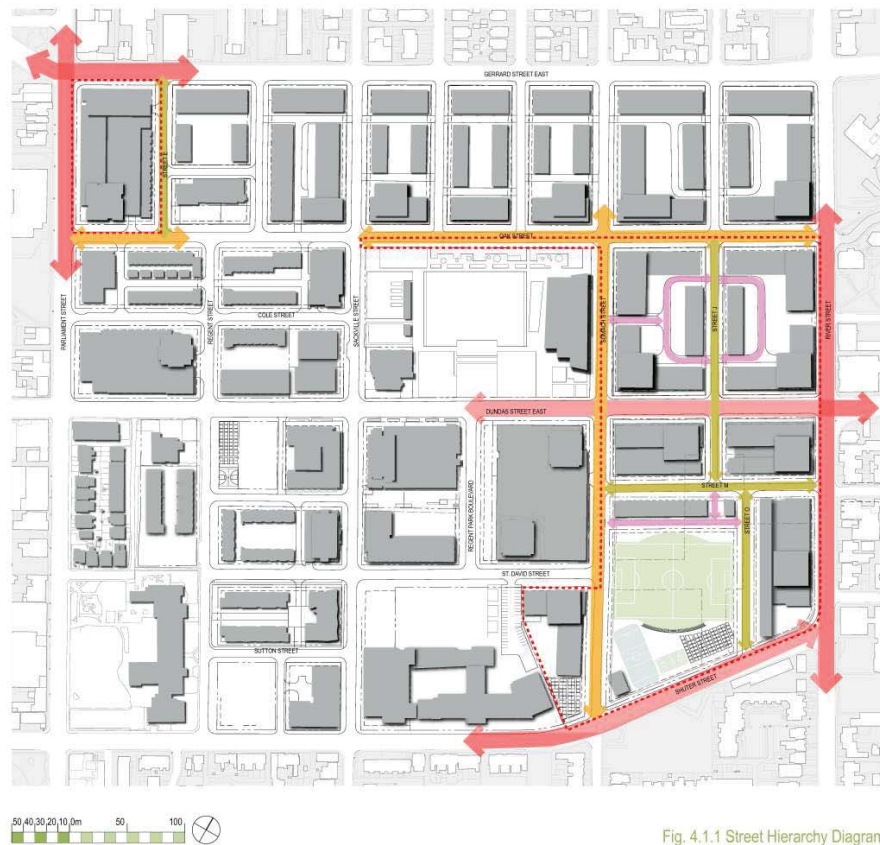 GERRARD STREET EAST
STREET E
OAK STREET
PARLIAMENT STREET
REGENT STREET
COLE STREET
SACKVILLE STREET
SUMACH STREET
STREET J
RIVER STREET
DUNDAS STREET EAST
REGENT PARK BOULEVARD
STREET M
STREET O
ST. DAVID STREET
SUTTON STREET
SHUTER STREET
50 40 30 20 10 0m 50 100
Fig. 4.1.1 Street Hierarchy Diagram